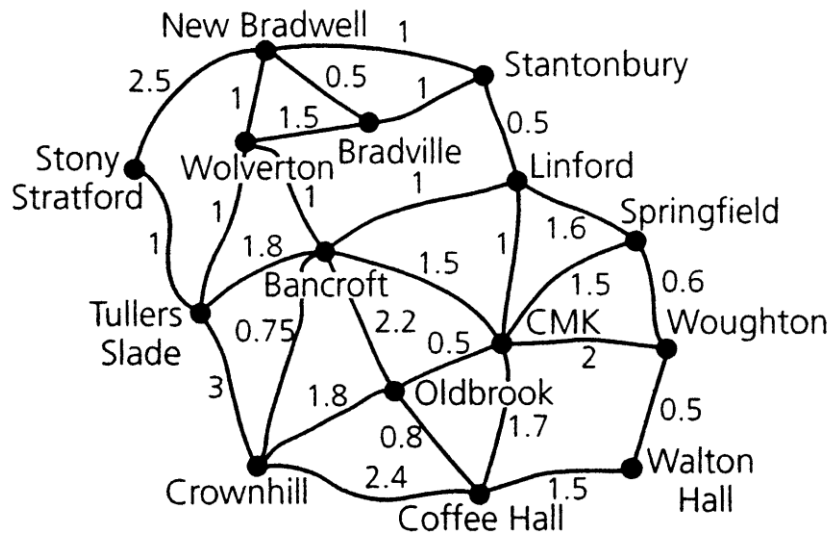 New Bradwell
1
2.5
0.5
1
Stantonbury
1
1.5
Bradville
0.5
Stony
Stratford
Wolverton
Linford
1
1
1
1.6
Springfield
1
1.8
1
Bancroft
1.5
1.5
0.6
Tullers
Slade
0.75
2.2
CMK
Woughton
0.5
2
3
1.8
Oldbrook
0.8
1.7
0.5
Crownhill
2.4
Coffee Hall
1.5
Walton
Hall